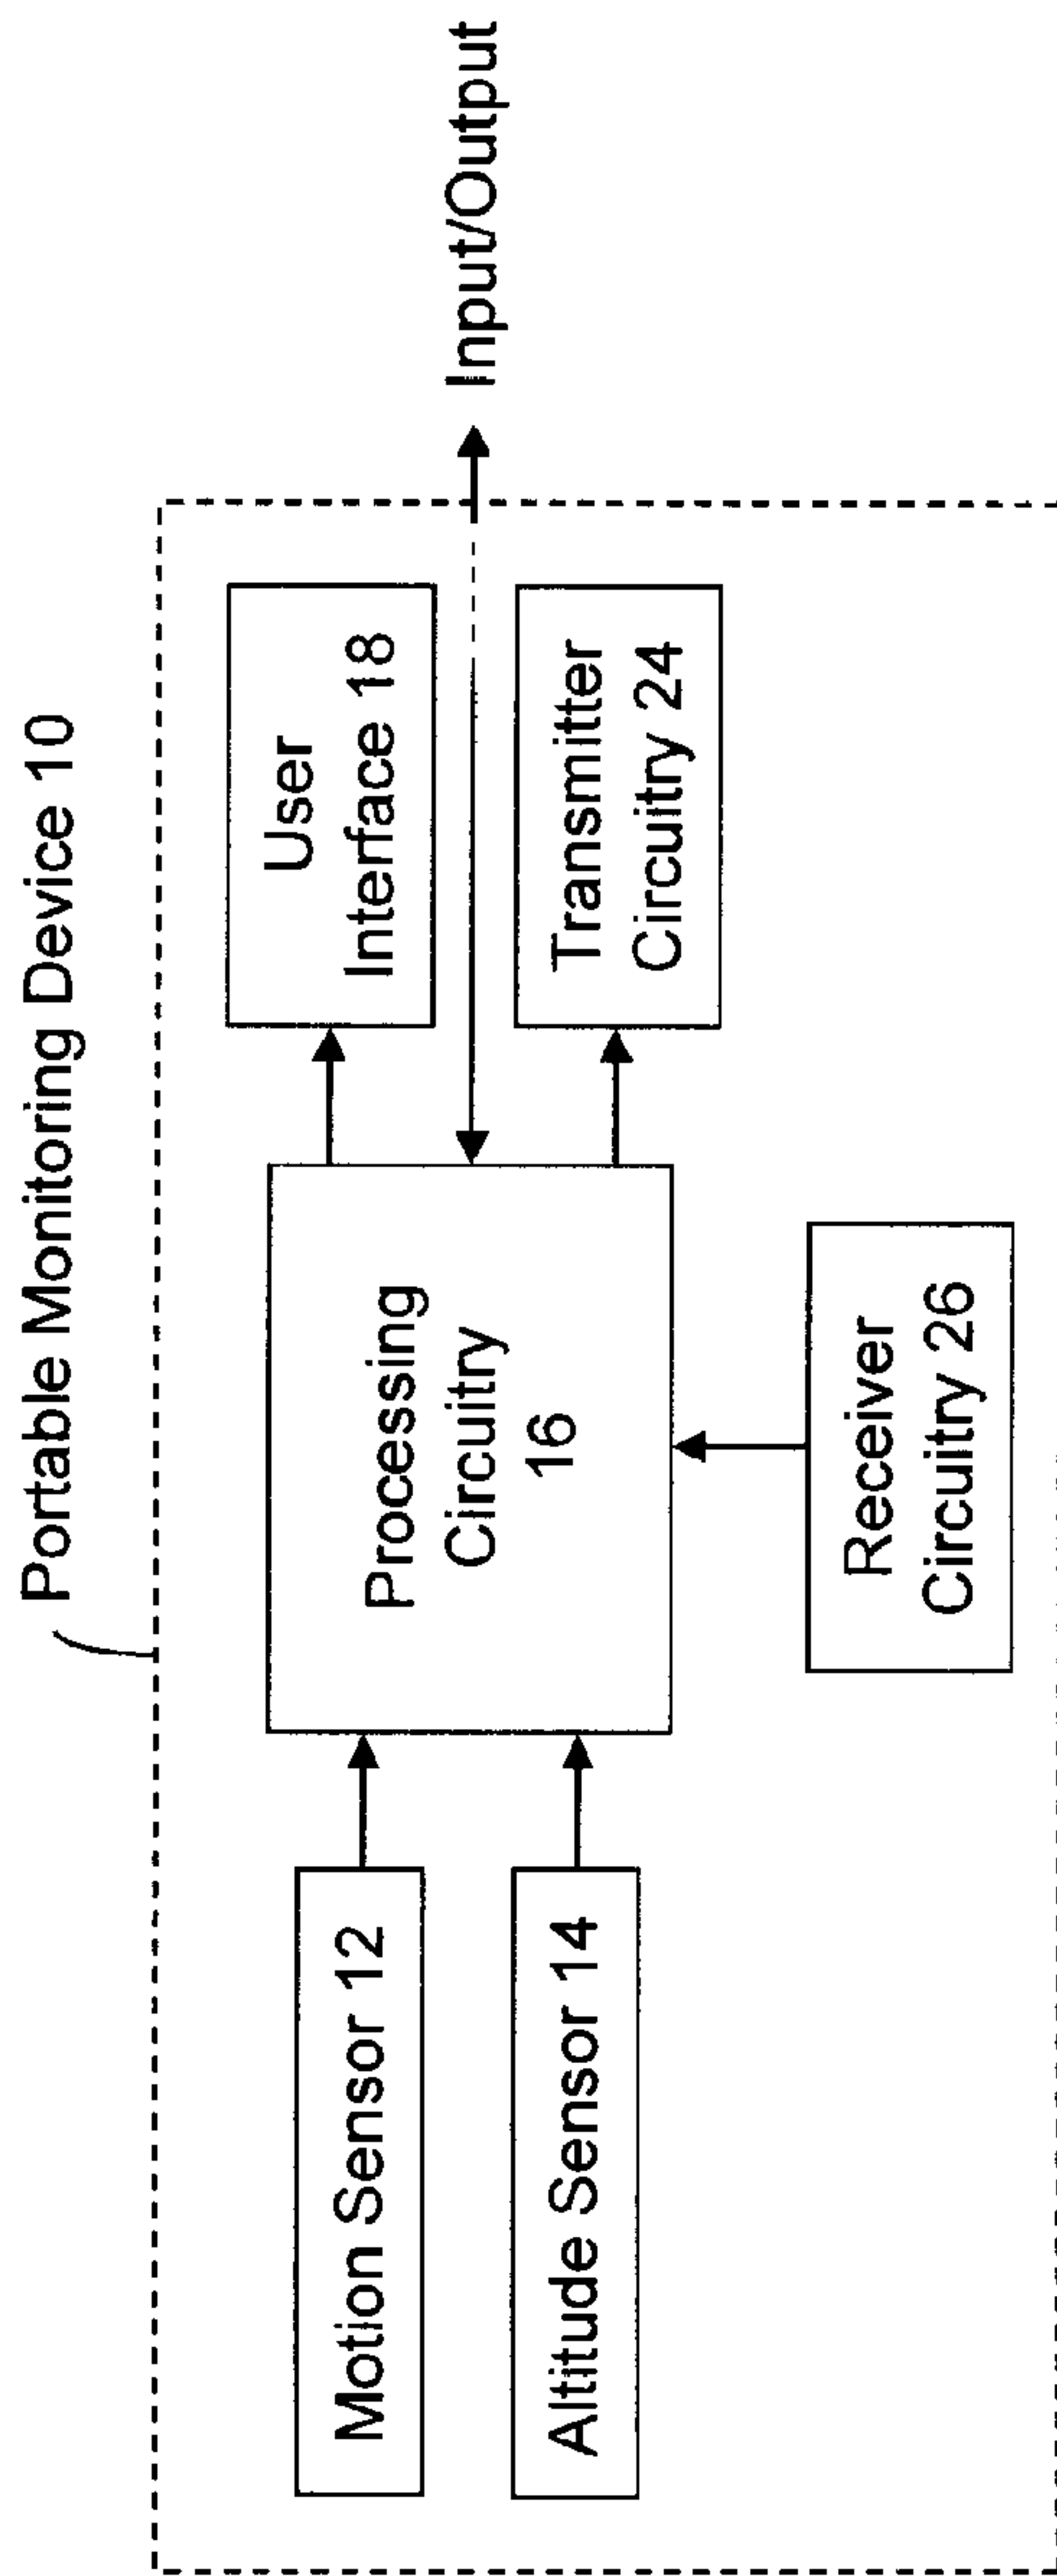 Portable Monitoring Device 10
Motion Sensor 12
Altitude Sensor 14
Processing
Circuitry
16
User
Interface 18
Input/Output
Transmitter
Circuitry 24
Receiver
Circuitry 26